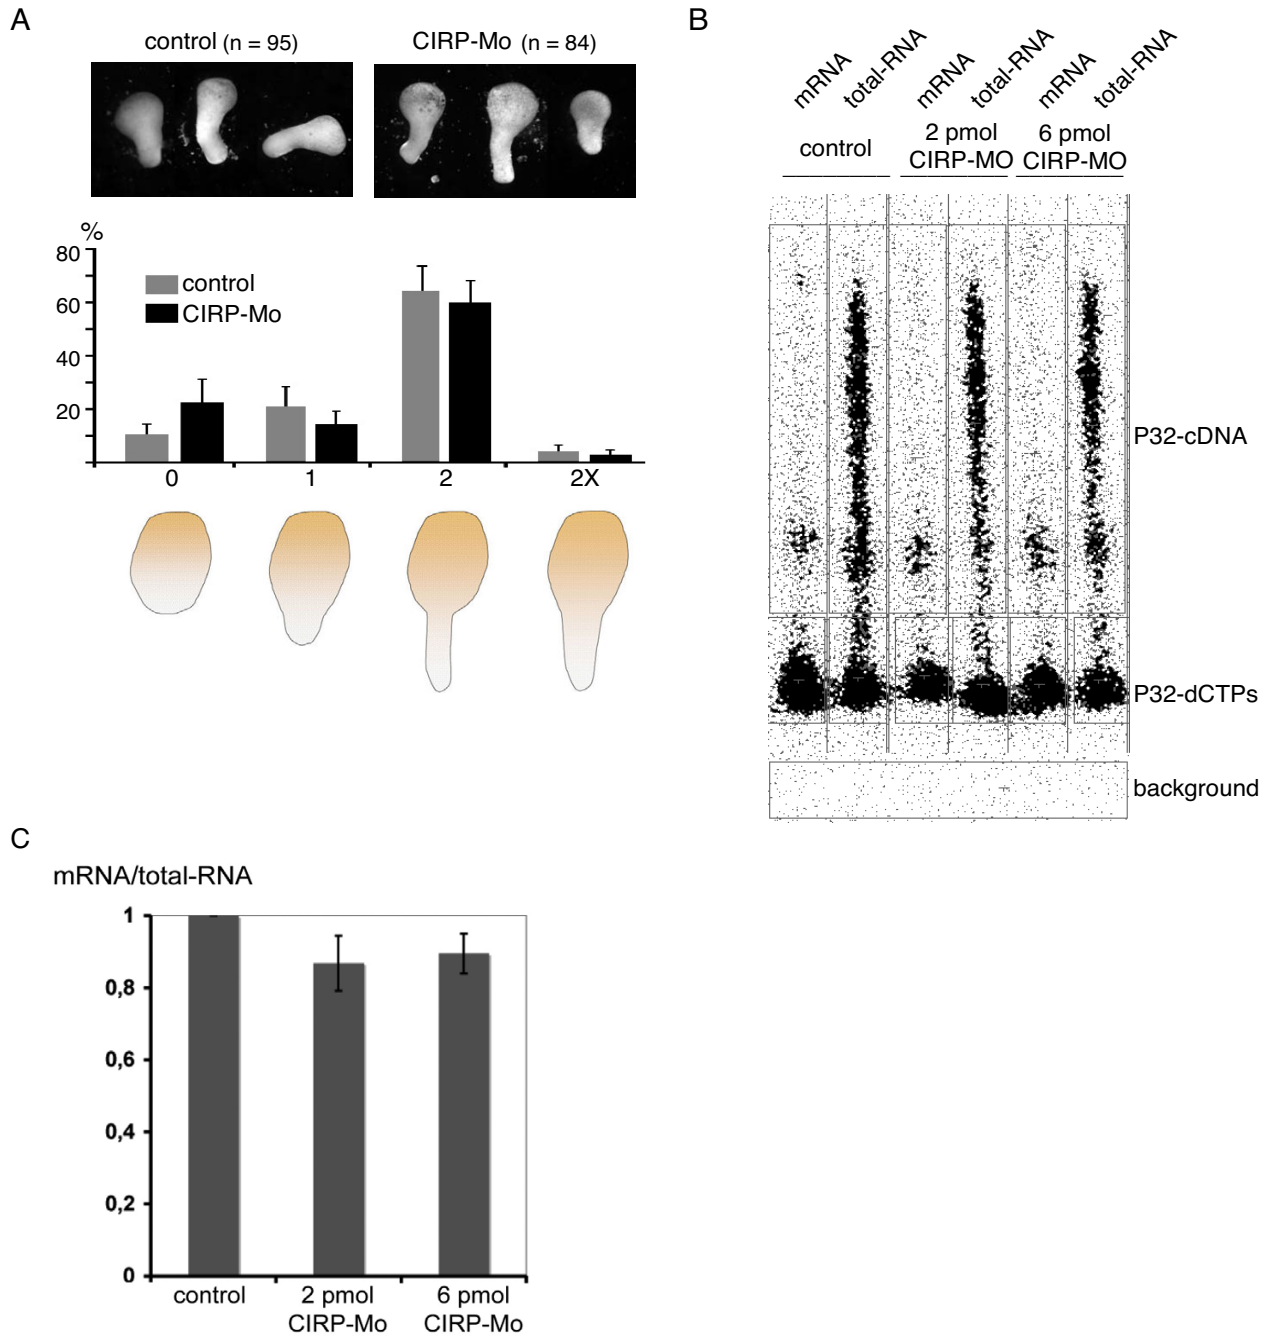 A
control (n = 95)
CIRP-Mo (n = 84)
%
80
60
40
20
control
CIRP-Mo
0
1
2
2X
B
mRNA
total-RNA
mRNA
total-RNA
mRNA
total-RNA
control
2 pmol
CIRP-MO
6 pmol
CIRP-MO
P32-cDNA
P32-dCTPs
background
C
mRNA/total-RNA
1
0,8
0,6
0,4
0,2
0
control
2 pmol
CIRP-Mo
6 pmol
CIRP-Mo